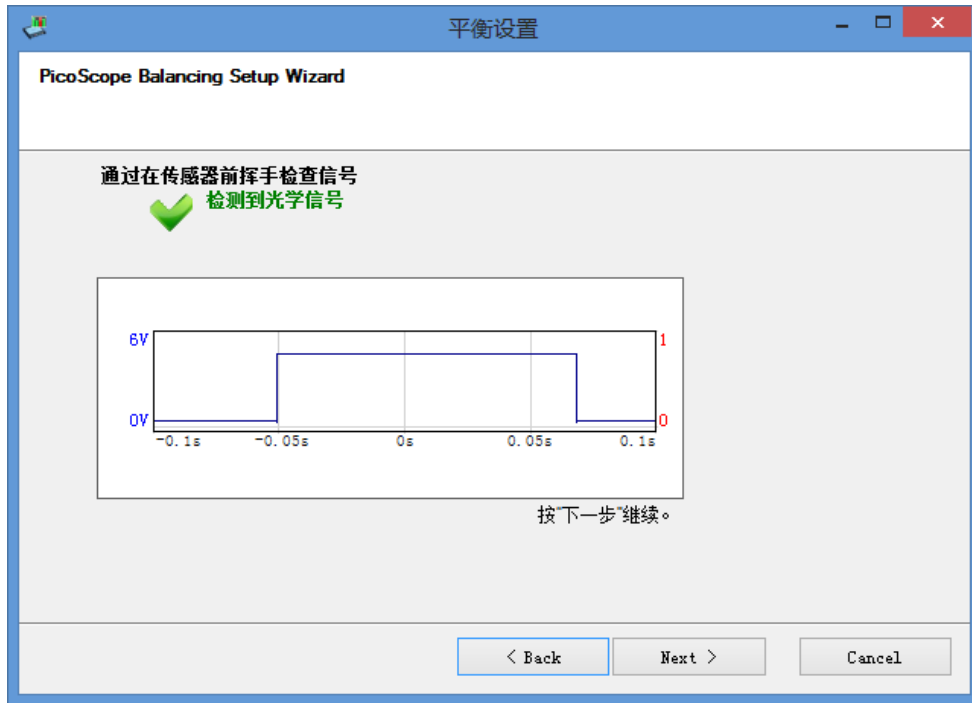 平衡设置
PicoScope Balancing Setup Wizard
通过在传感器前挥手检查信号
检测到光学信号
6V
1
0V
0
-0.1s -0.05s 0s 0.05s 0.1s
按"下一步"继续。
< Back Next > Cancel